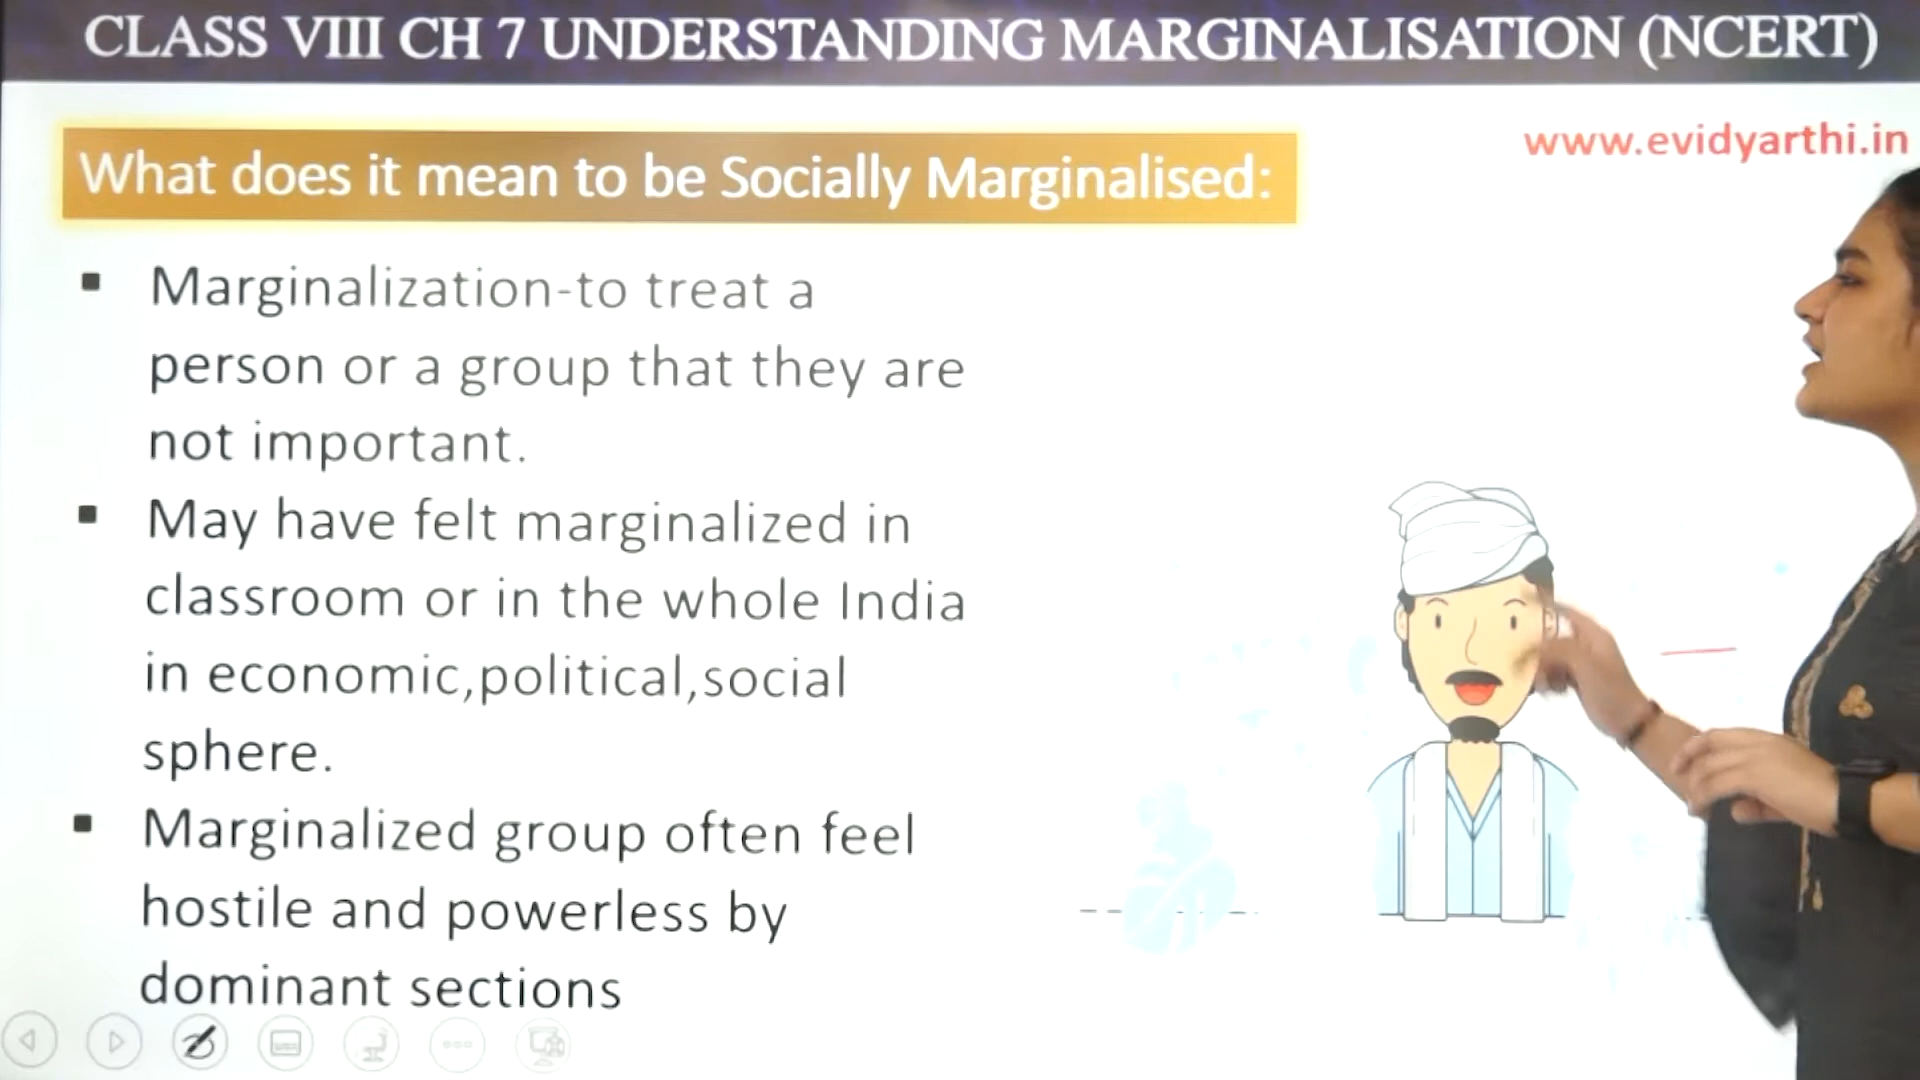 CLASS VIII CH 7 UNDERSTANDING MARGINALISATION (NCERT)
What does it mean to be Socially Marginalised:
www.evidyarthi.in
▪ Marginalization-to treat a
person or a group that they are
not important.
▪ May have felt marginalized in
classroom or in the whole India
in economic,political,social
sphere.
▪ Marginalized group often feel
hostile and powerless by
dominant sections